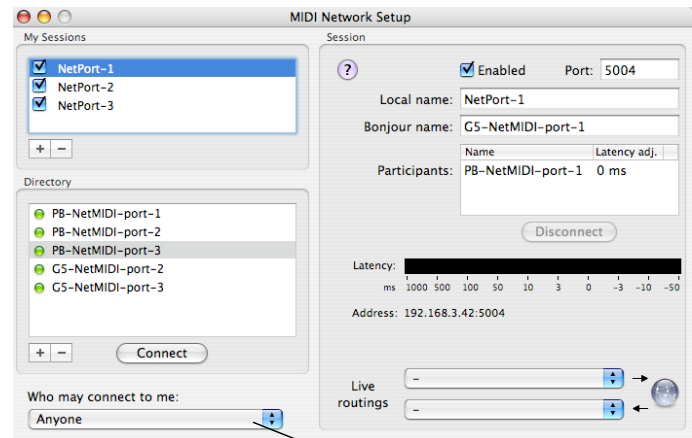 MIDI Network Setup
My Sessions
NetPort-1
NetPort-2
NetPort-3
+ -
Directory
PB-NetMIDI-port-1
PB-NetMIDI-port-2
PB-NetMIDI-port-3
G5-NetMIDI-port-2
G5-NetMIDI-port-3
+ - Connect
Who may connect to me:
Anyone
Session
? Enabled Port: 5004
Local name: NetPort-1
Bonjour name: G5-NetMIDI-port-1
Name Latency adj.
Participants: PB-NetMIDI-port-1 0 ms
Disconnect
Latency:
ms 1000 500 100 50 10 3 0 -3 -10 -50
Address: 192.168.3.42:5004
Live routings
-
-